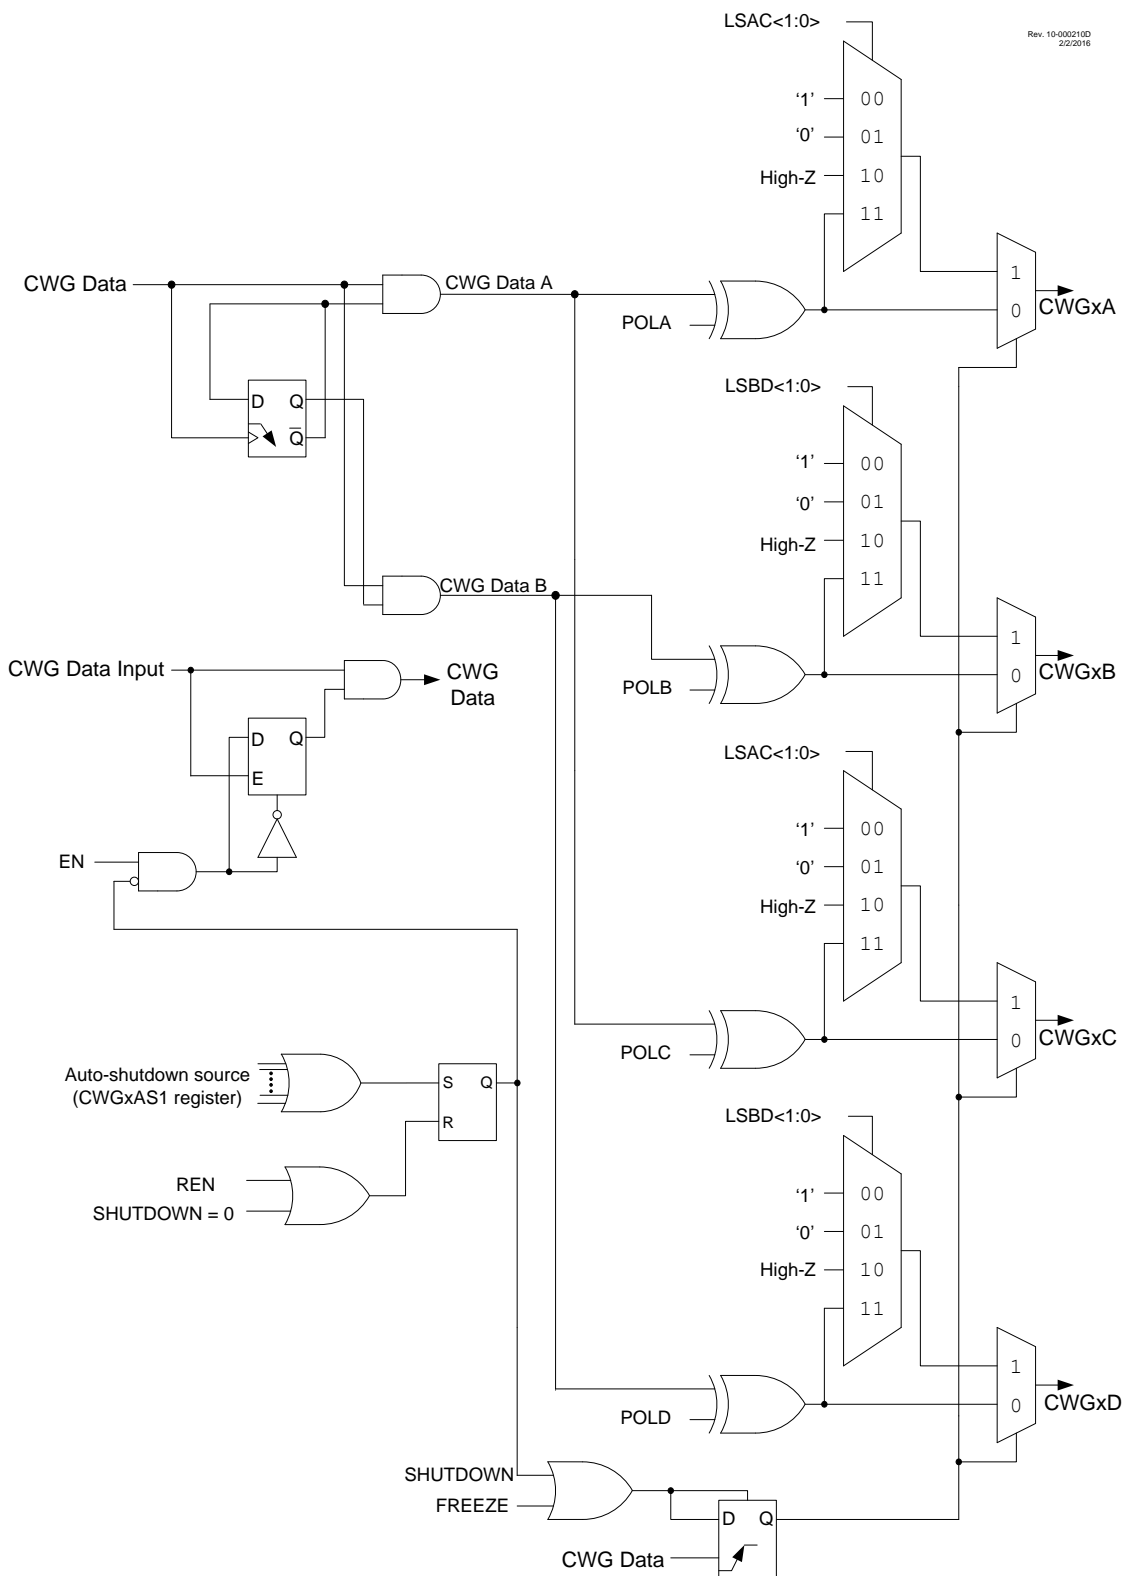 LSAC<1:0>
Rev. 10-000210D
2/2/2016
‘1’
00
‘0’
01
High-Z
10
11
CWG Data
CWG Data A
POLA
1
0
CWGxA
D Q
Q
LSBD<1:0>
‘1’
00
‘0’
01
High-Z
10
11
CWG Data B
POLB
1
0
CWGxB
CWG Data Input
CWG
Data
D Q
E
EN
LSAC<1:0>
‘1’
00
‘0’
01
High-Z
10
11
POLC
1
0
CWGxC
Auto-shutdown source
(CWGxAS1 register)
S Q
R
REN
SHUTDOWN = 0
LSBD<1:0>
‘1’
00
‘0’
01
High-Z
10
11
POLD
1
0
CWGxD
SHUTDOWN
FREEZE
D Q
CWG Data